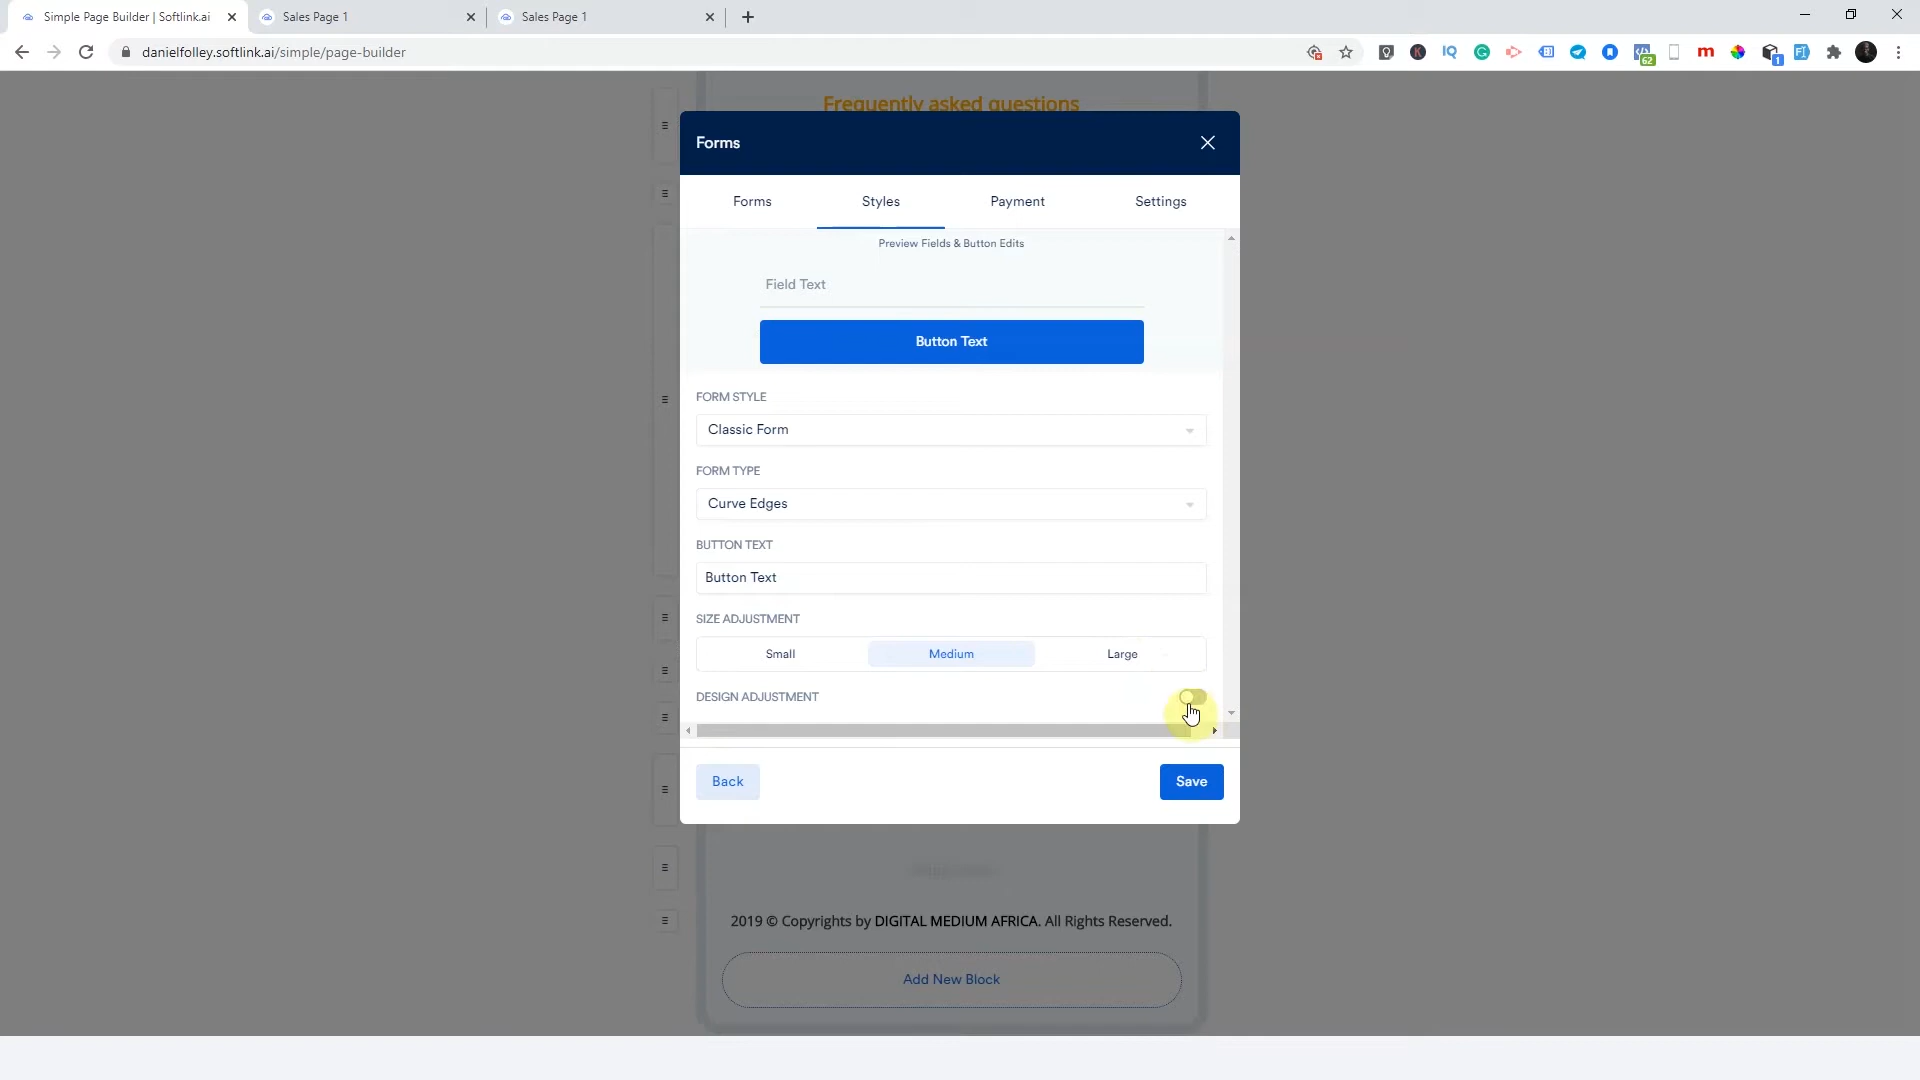 Simple Page Builder | Softlink.ai
Sales Page 1
Sales Page 1
danielfolley.softlink.ai/simple/page-builder
62
1
Frequently asked questions
Forms
Forms
Styles
Payment
Settings
Preview Fields & Button Edits
Field Text
Button Text
FORM STYLE
Classic Form
FORM TYPE
Curve Edges
BUTTON TEXT
Button Text
SIZE ADJUSTMENT
Small
Medium
Large
DESIGN ADJUSTMENT
Back
Save
2019 © Copyrights by DIGITAL MEDIUM AFRICA. All Rights Reserved.
Add New Block